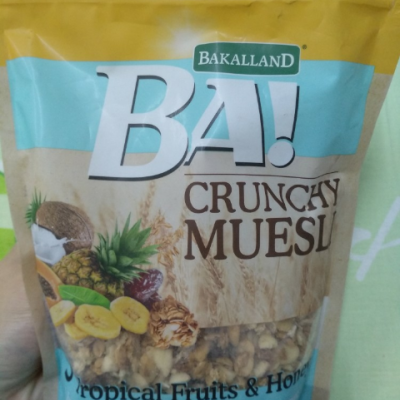 BAKALLAND
BA!
CRUNCHY
MUESLI
Tropical Fruits & Honey